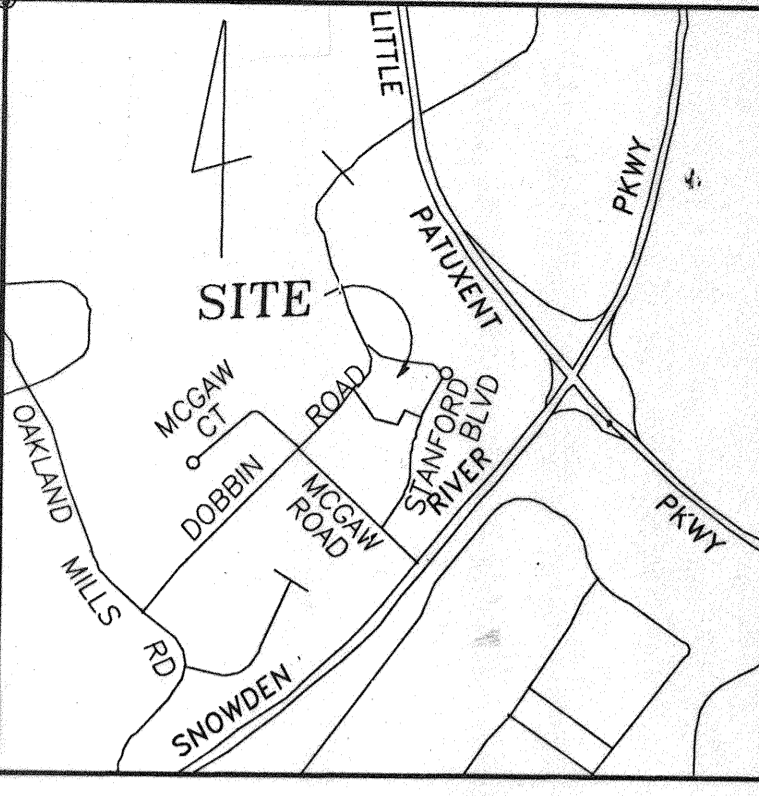 LITTLE
PATUXENT
PKWY
PKWY
SITE
MCGAW
CT
DOBBIN ROAD
MCGAW
ROAD
STANFORD
BLVD
OAKLAND
MILLS
RD
SNOWDEN
RIVER